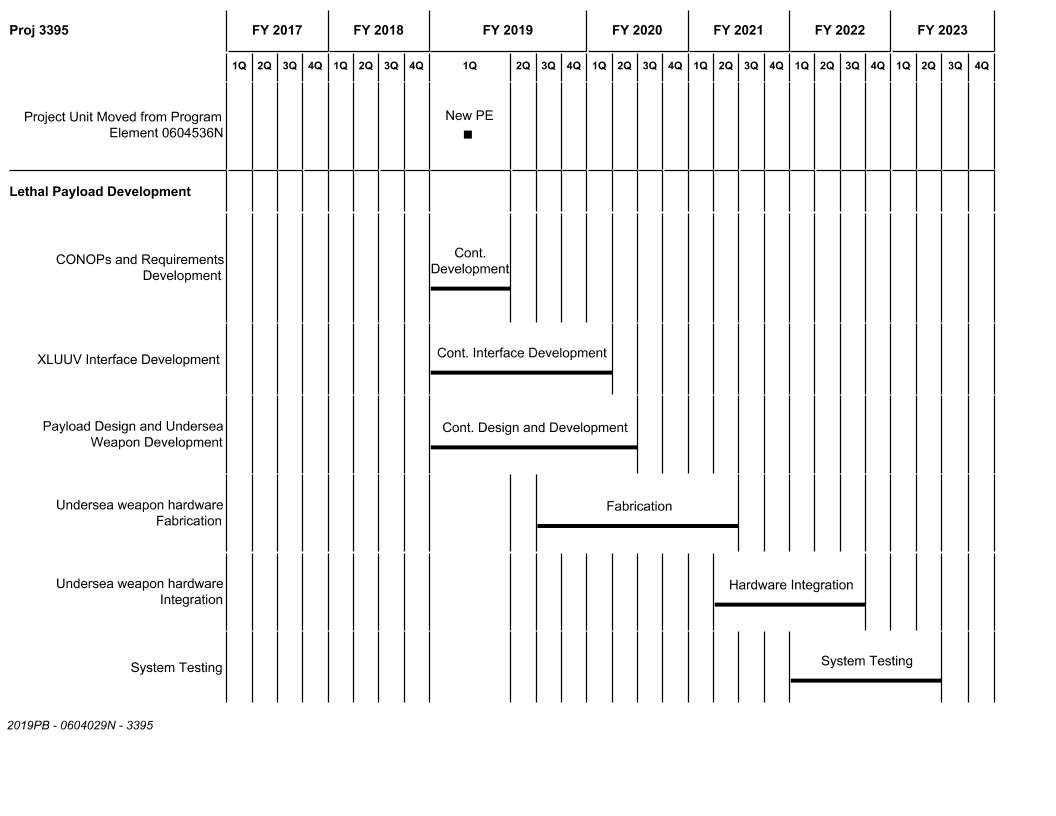 Proj 3395 FY 2017 FY 2018 FY 2019 FY 2020 FY 2021 FY 2022 FY 2023
1Q 2Q 3Q 4Q 1Q 2Q 3Q 4Q 1Q 2Q 3Q 4Q 1Q 2Q 3Q 4Q 1Q 2Q 3Q 4Q 1Q 2Q 3Q 4Q 1Q 2Q 3Q 4Q
Project Unit Moved from Program
Element 0604536N
New PE
Lethal Payload Development
CONOPs and Requirements
Development
Cont.
Development
XLUUV Interface Development
Cont. Interface Development
Payload Design and Undersea
Weapon Development
Cont. Design and Development
Undersea weapon hardware
Fabrication
Fabrication
Undersea weapon hardware
Integration
Hardware Integration
System Testing
System Testing
2019PB - 0604029N - 3395